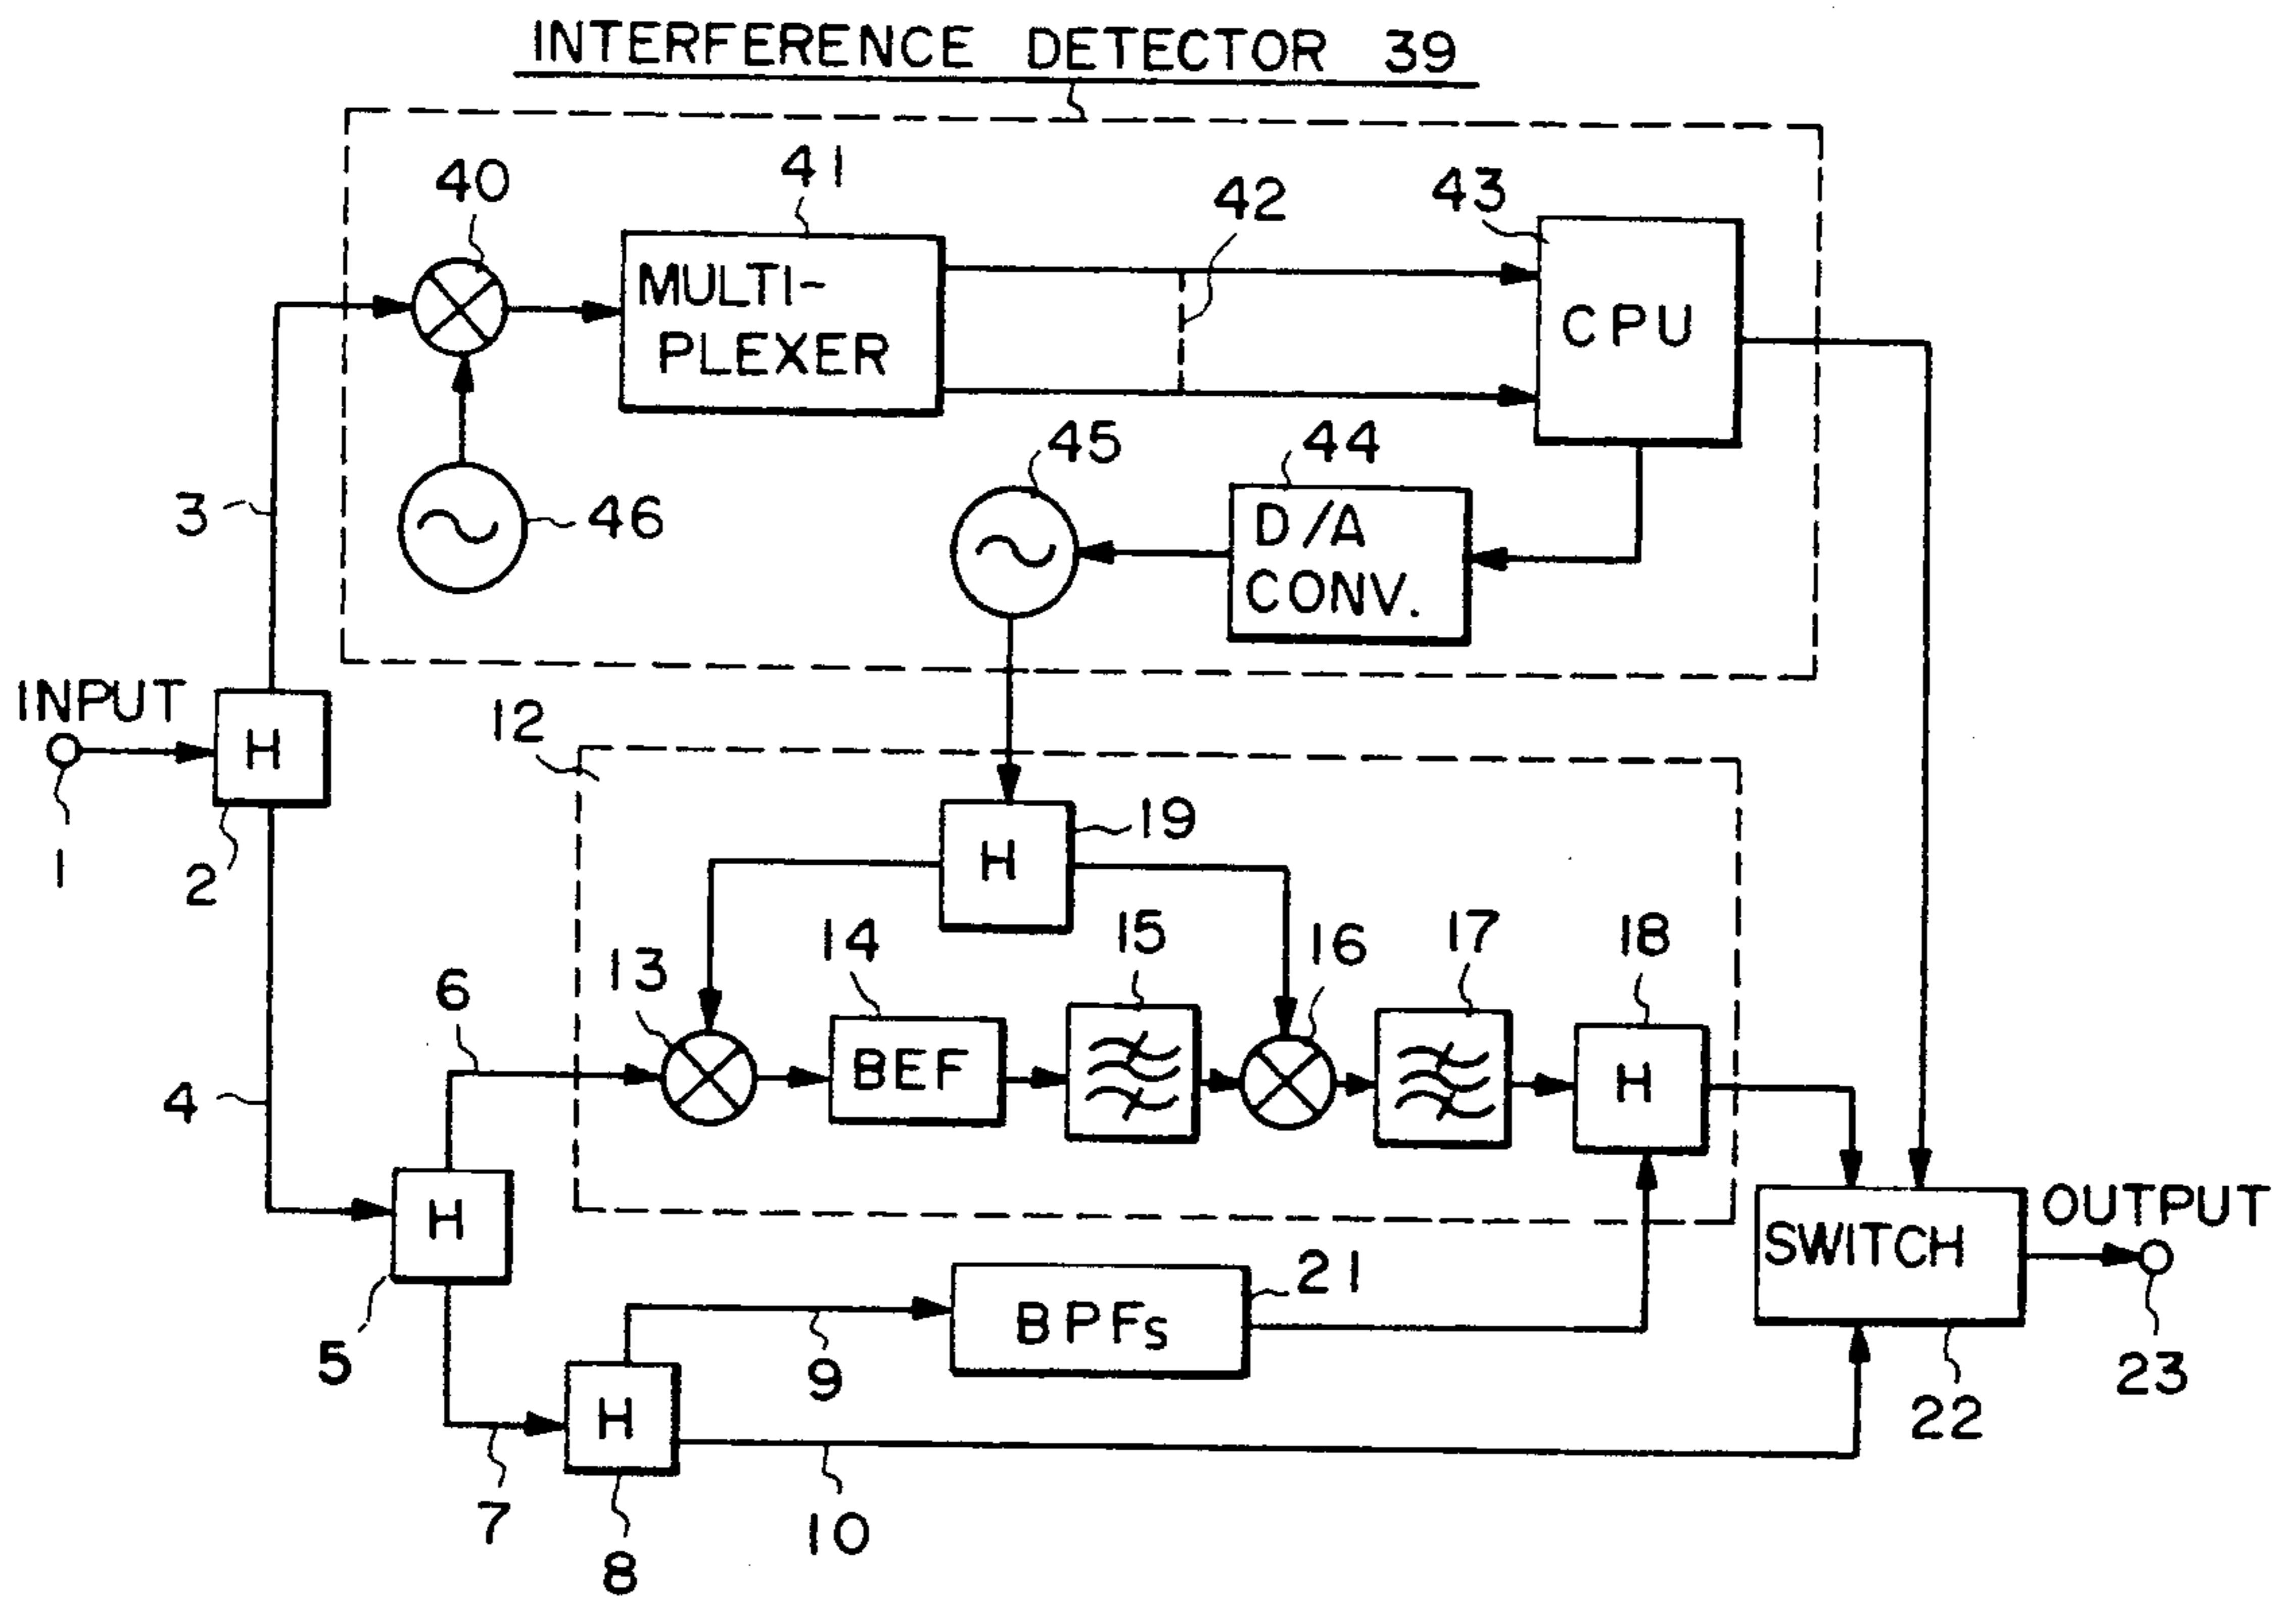 INTERFERENCE DETECTOR 39
40
41
42
43
MULTI-
PLEXER
CPU
3
46
45
44
D/A
CONV.
INPUT
H
1
2
12
H
19
4
6
13
14
BEF
15
16
17
18
H
H
5
SWITCH
OUTPUT
BPFs
21
22
23
9
H
7
8
10